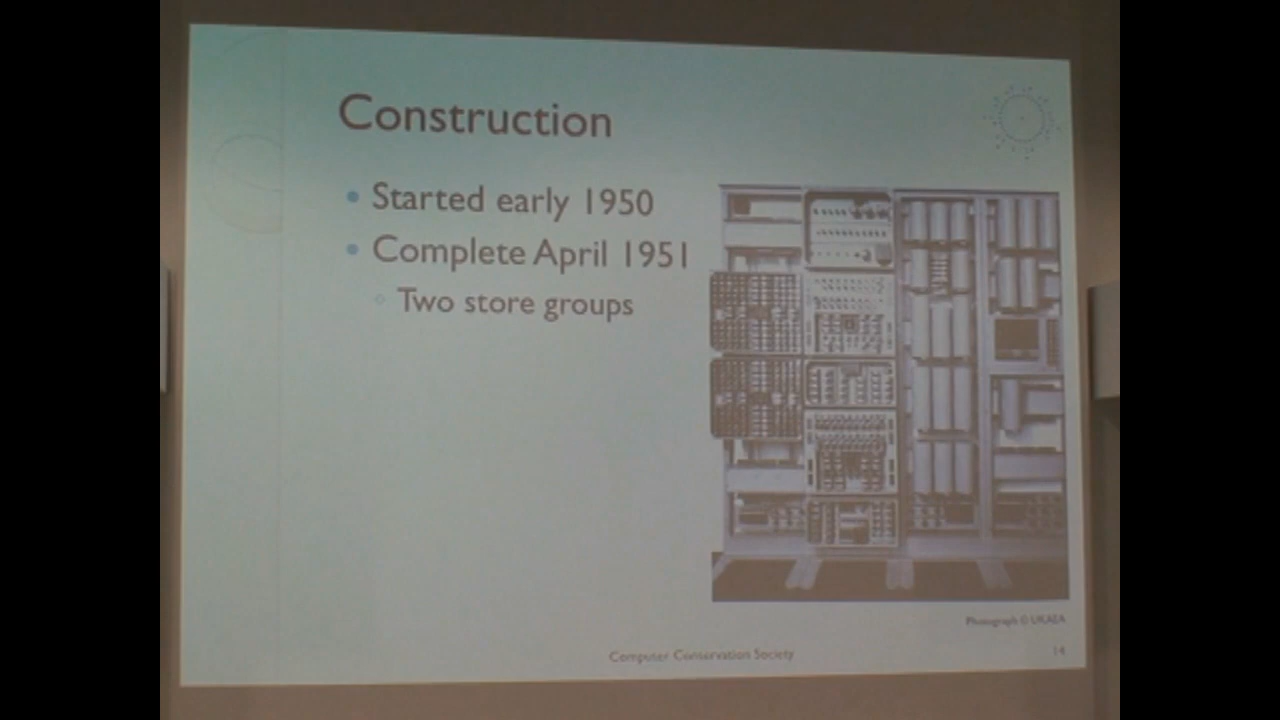 Construction
Started early 1950
Complete April 1951
Two store groups
Photograph © UKAEA
Computer Conservation Society
14